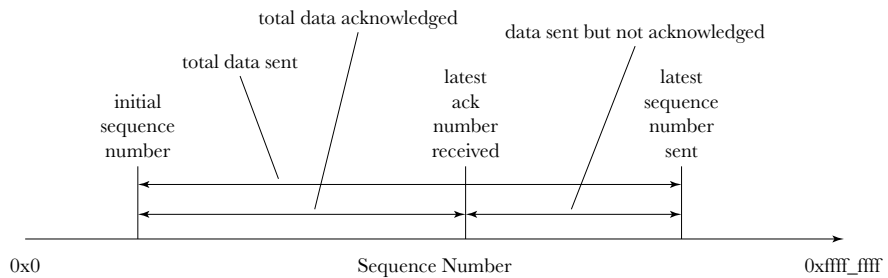 total data acknowledged
data sent but not acknowledged
total data sent
initial
sequence
number
latest
ack
number
received
latest
sequence
number
sent
0x0
Sequence Number
0xffff_ffff